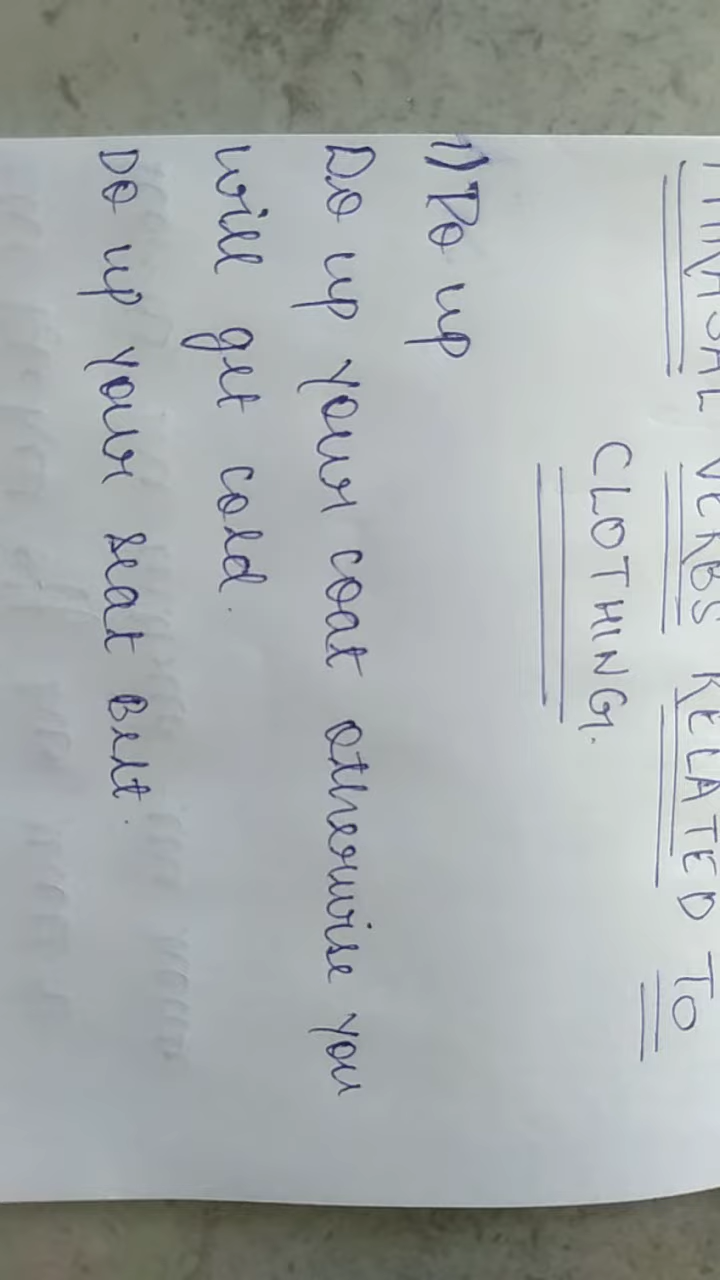 PHRASAL VERBS RELATED TO
CLOTHING.
1) Do up
Do up your coat otherwise you
will get cold.
Do up your seat Belt.